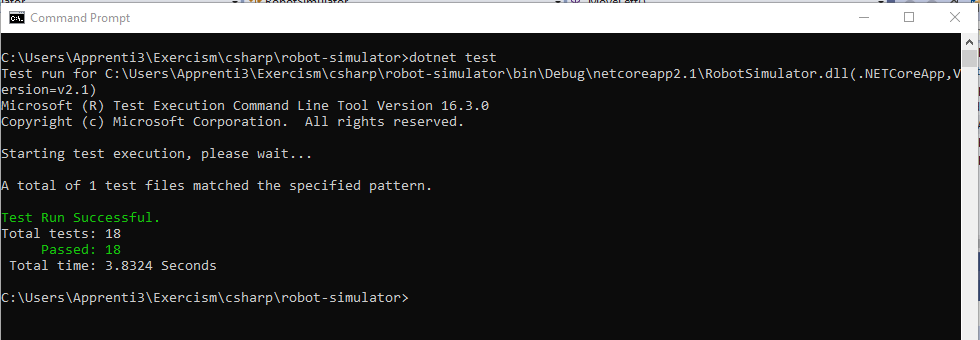 RobotSimulator
MoveLeft()
Command Prompt
C:\Users\Apprenti3\Exercism\csharp\robot-simulator>dotnet test
Test run for C:\Users\Apprenti3\Exercism\csharp\robot-simulator\bin\Debug\netcoreapp2.1\RobotSimulator.dll(.NETCoreApp,V
ersion=v2.1)
Microsoft (R) Test Execution Command Line Tool Version 16.3.0
Copyright (c) Microsoft Corporation.  All rights reserved.
Starting test execution, please wait...
A total of 1 test files matched the specified pattern.
Test Run Successful.
Total tests: 18
Passed: 18
Total time: 3.8324 Seconds
C:\Users\Apprenti3\Exercism\csharp\robot-simulator>